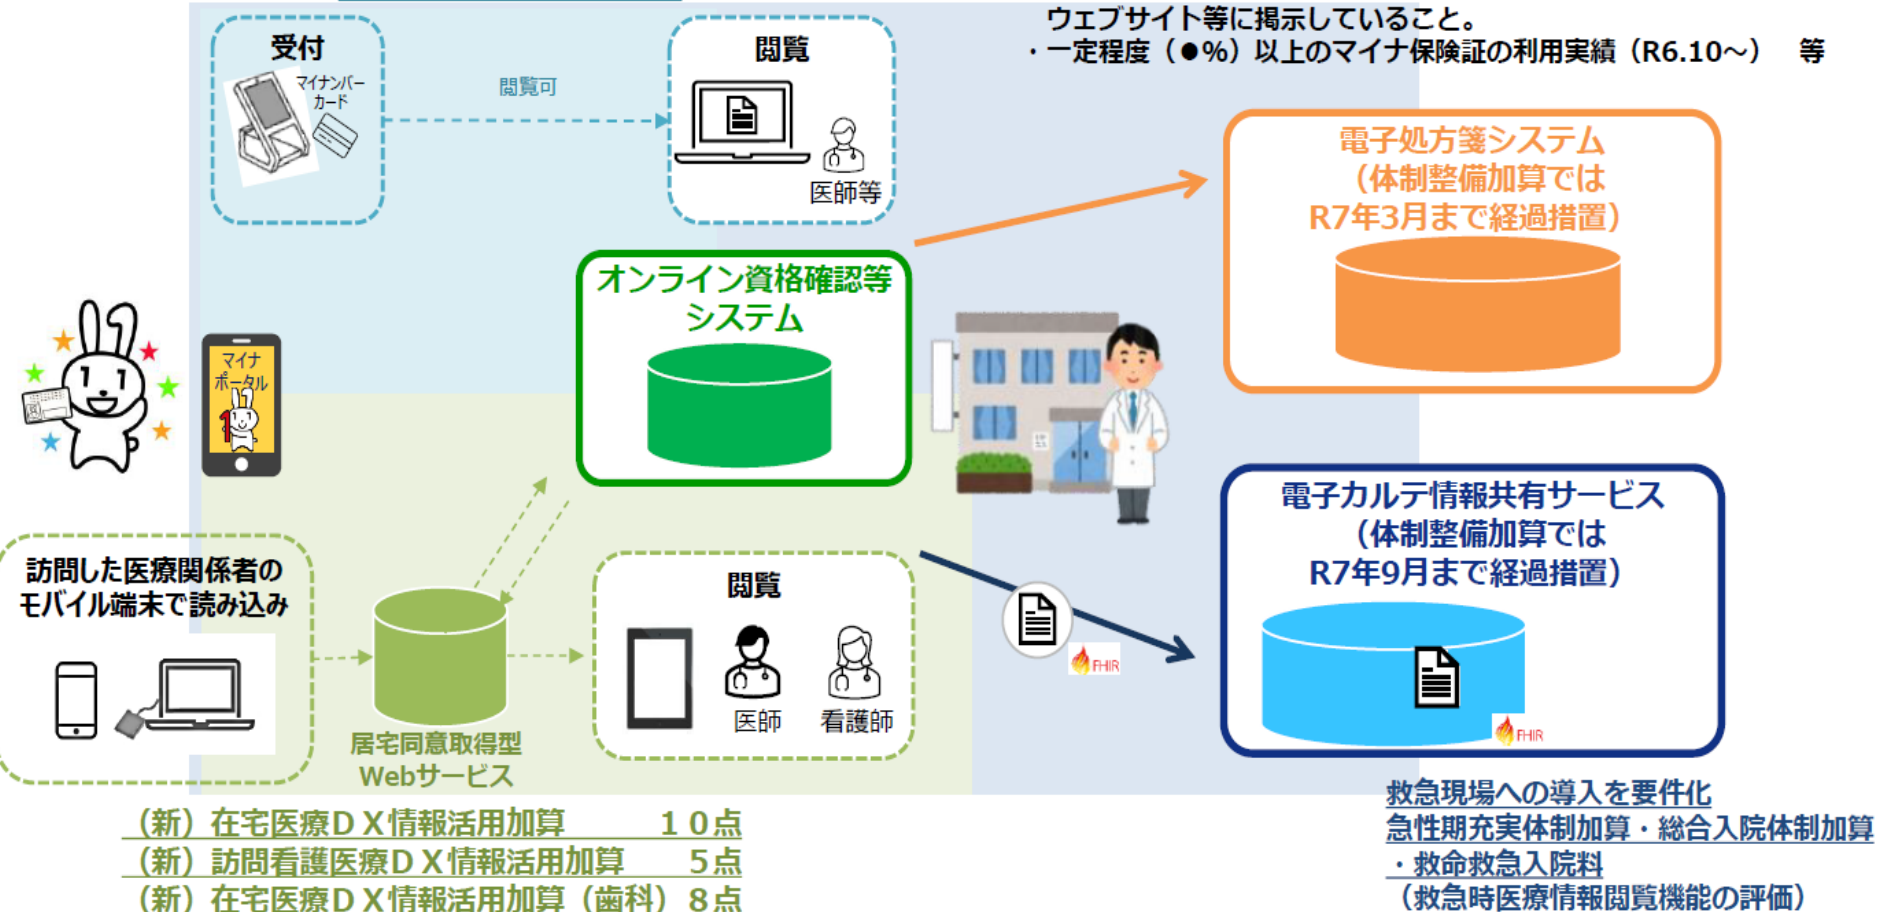 ウェブサイト等に掲示していること。
・一定程度（●%）以上のマイナ保険証の利用実績（R6.10～）　等
受付
マイナンバー
カード
閲覧可
閲覧
医師等
電子処方箋システム
（体制整備加算では
R7年3月まで経過措置）
オンライン資格確認等
システム
マイナ
ポータル
電子カルテ情報共有サービス
（体制整備加算では
R7年9月まで経過措置）
FHIR
FHIR
訪問した医療関係者の
モバイル端末で読み込み
居宅同意取得型
Webサービス
閲覧
医師
看護師
（新）在宅医療ＤＸ情報活用加算　　　１０点
（新）訪問看護医療ＤＸ情報活用加算　　５点
（新）在宅医療ＤＸ情報活用加算（歯科）８点
救急現場への導入を要件化
急性期充実体制加算・総合入院体制加算
・救命救急入院料
（救急時医療情報閲覧機能の評価）